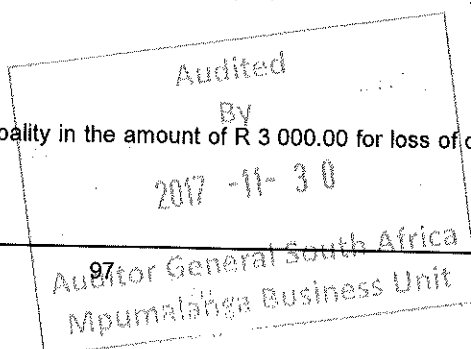 Audited
By
pality in the amount of R 3 000.00 for loss of
2017 -11- 30
97
Auditor General South Africa
Mpumalanga Business Unit